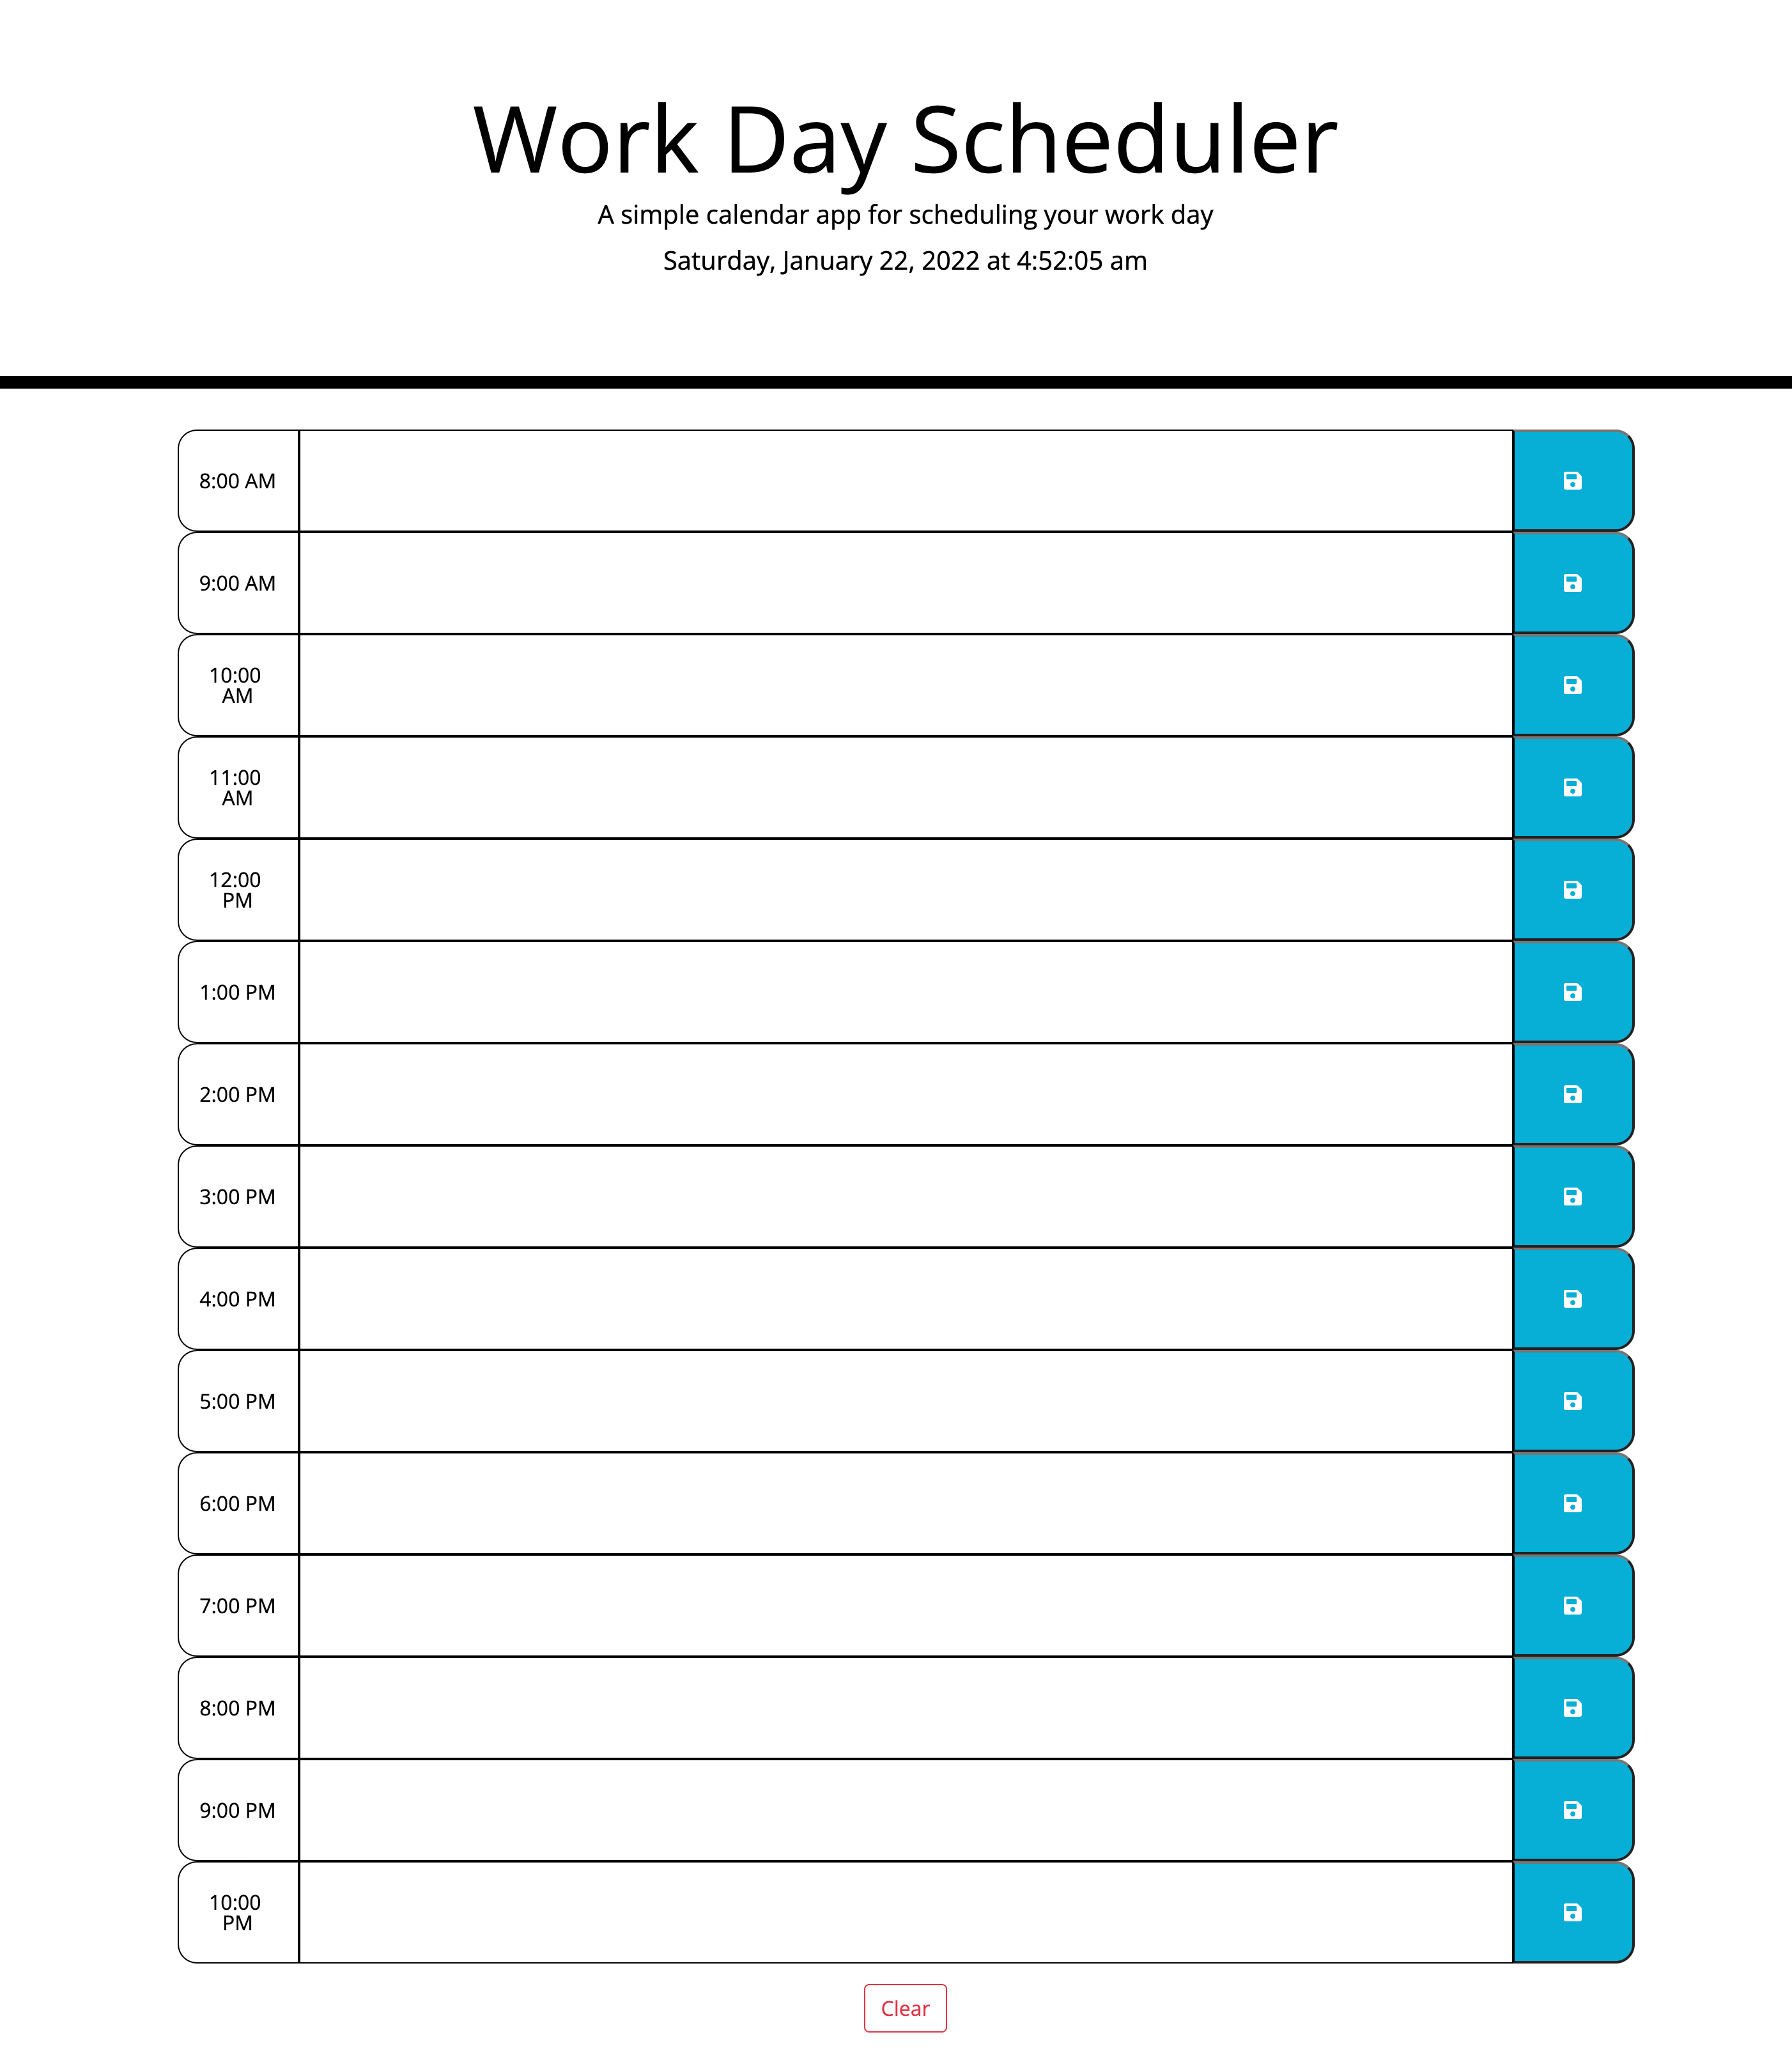 Work Day Scheduler
A simple calendar app for scheduling your work day
Saturday, January 22, 2022 at 4:52:05 am
8:00 AM
9:00 AM
10:00
AM
11:00
AM
12:00
PM
1:00 PM
2:00 PM
3:00 PM
4:00 PM
5:00 PM
6:00 PM
7:00 PM
8:00 PM
9:00 PM
10:00
PM
Clear